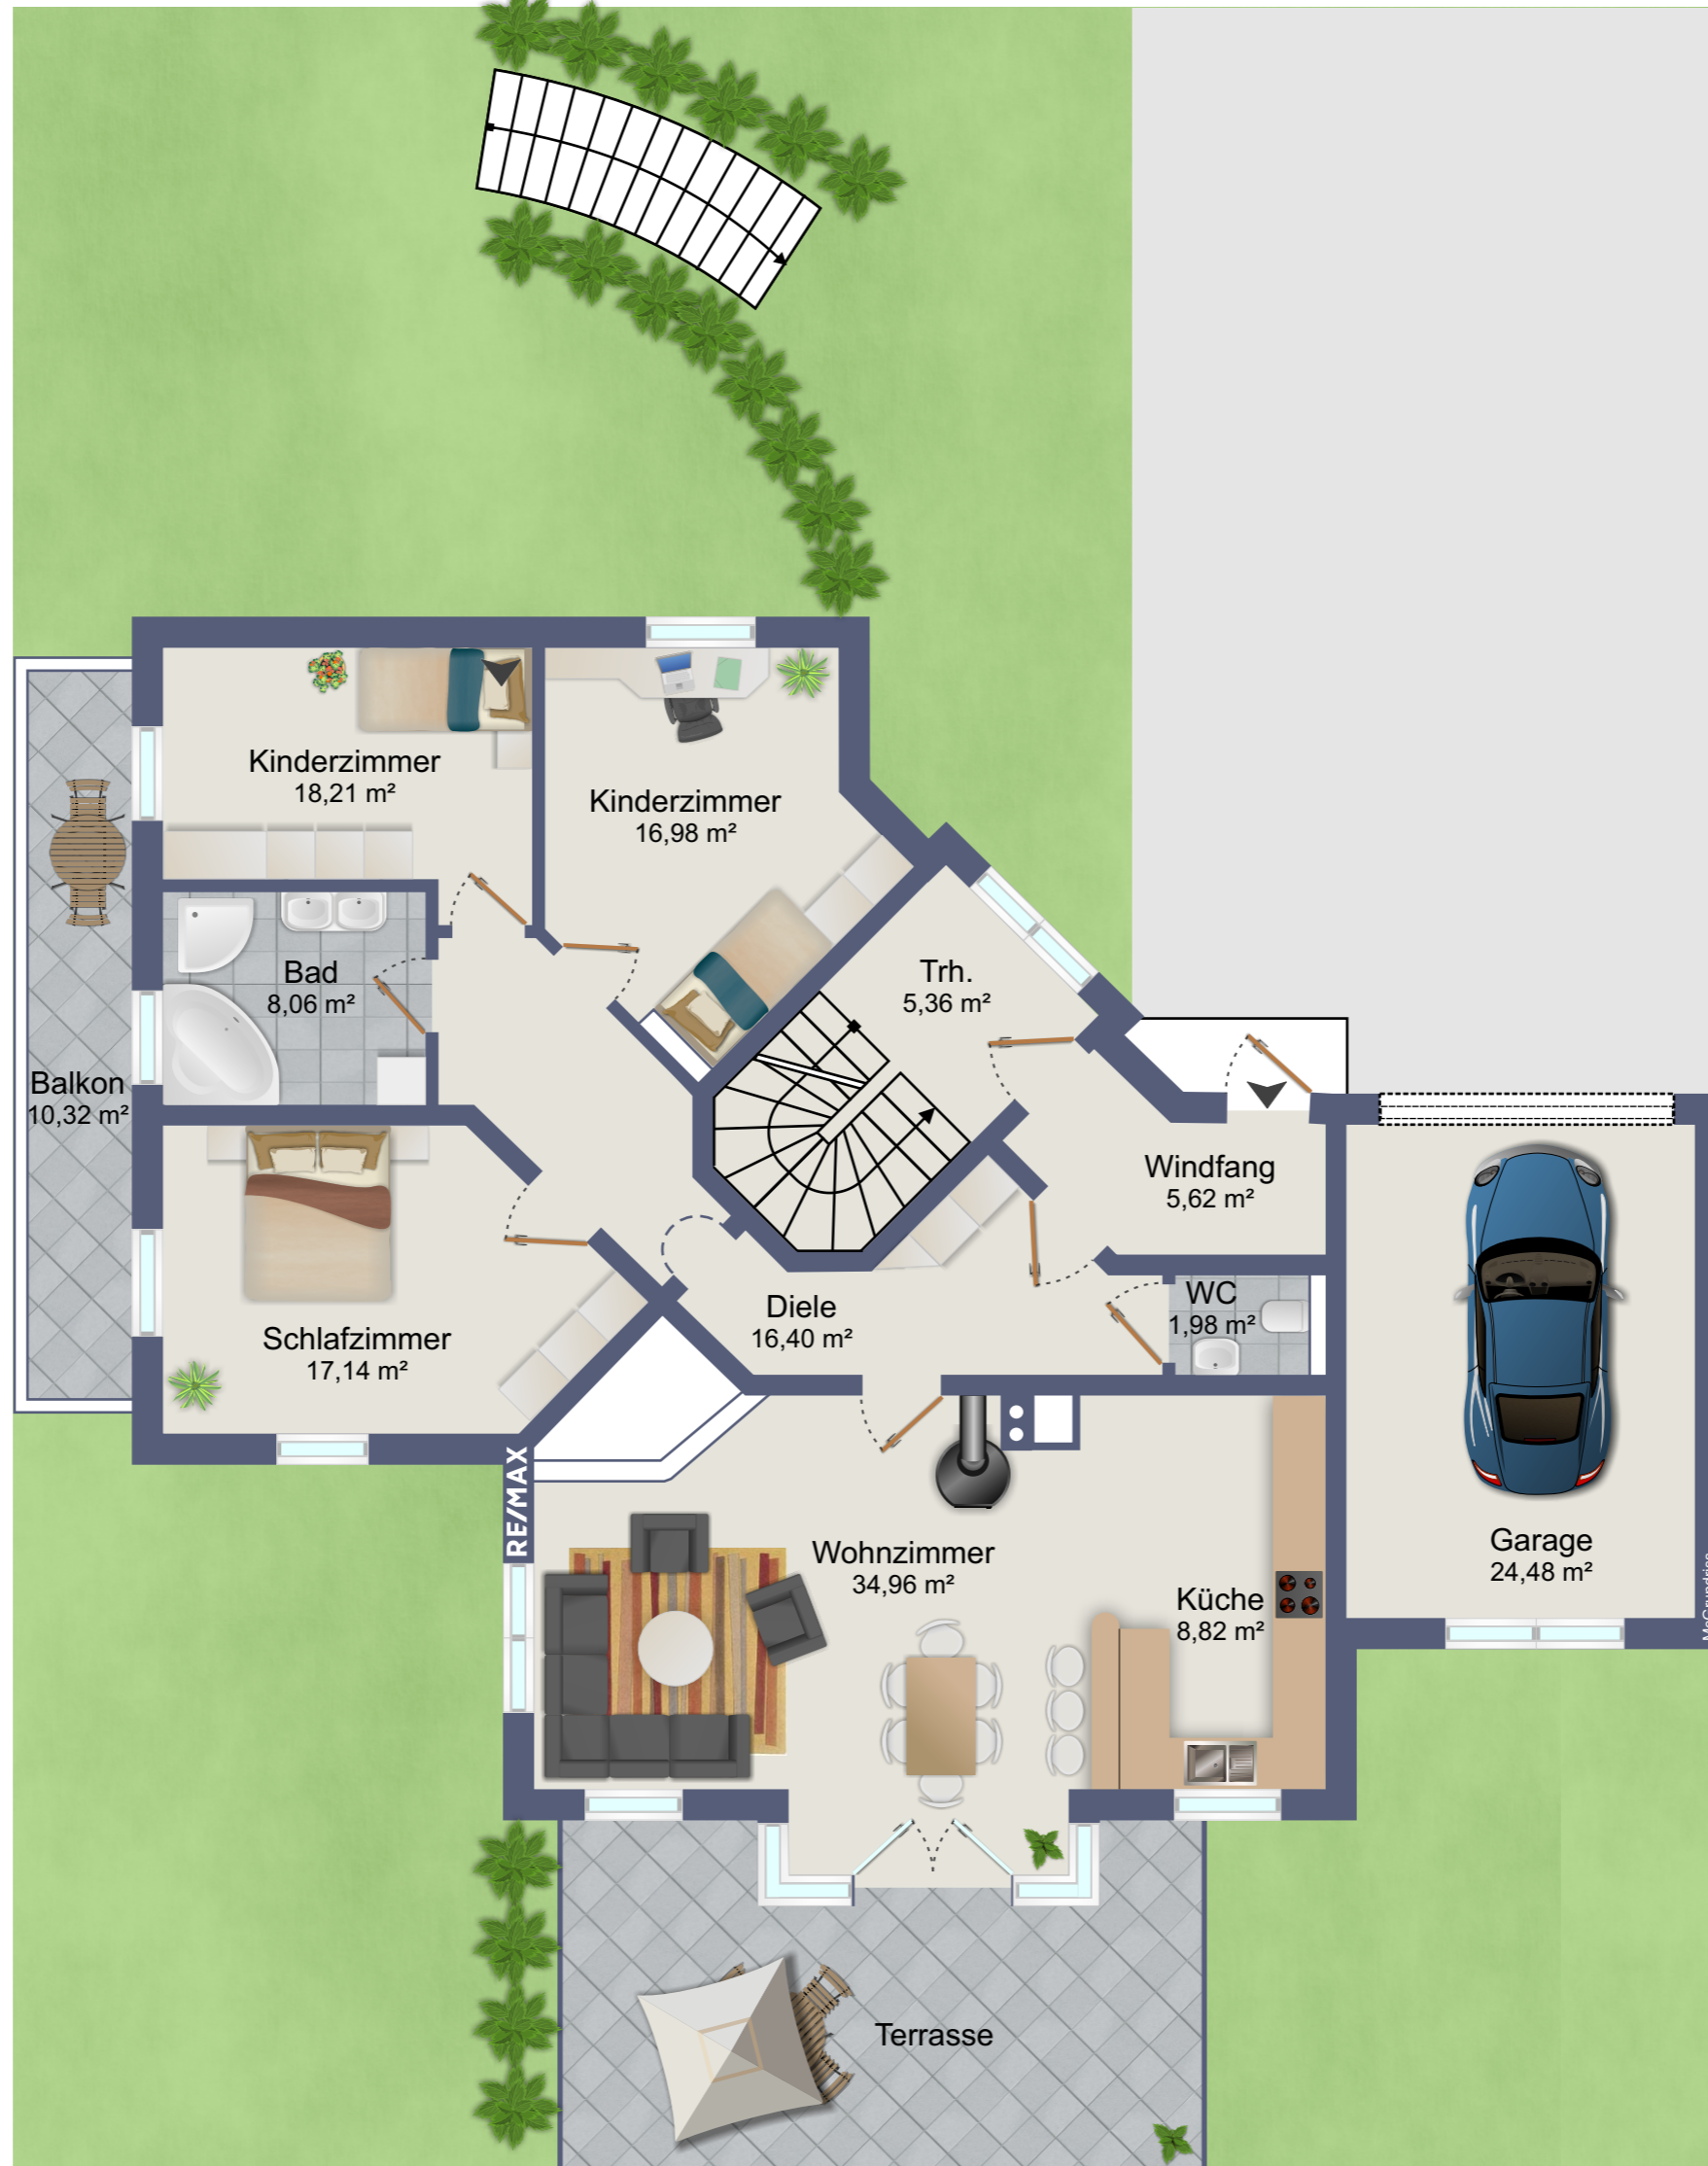 Kinderzimmer
18,21 m²
Kinderzimmer
16,98 m²
Bad
8,06 m²
Trh.
5,36 m²
Balkon
10,32 m²
Windfang
5,62 m²
Schlafzimmer
17,14 m²
Diele
16,40 m²
WC
1,98 m²
RE/MAX
Wohnzimmer
34,96 m²
Küche
8,82 m²
Garage
24,48 m²
McGrundriss
Terrasse